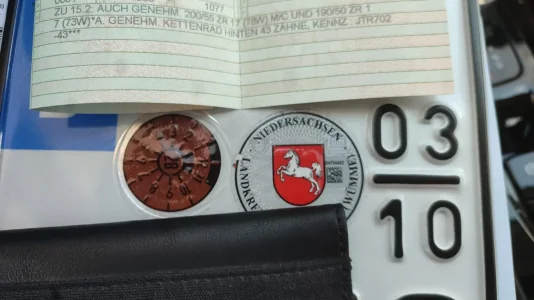 1077
ZU 15.2: AUCH GENEHM. 200/55 ZR 17 (78W) M/C UND 190/50 ZR 1
7 (73W)*A. GENEHM. KETTENRAD HINTEN 43 ZÄHNE, KENNZ.: JTR702
-43***
NIEDERSACHSEN
03
10